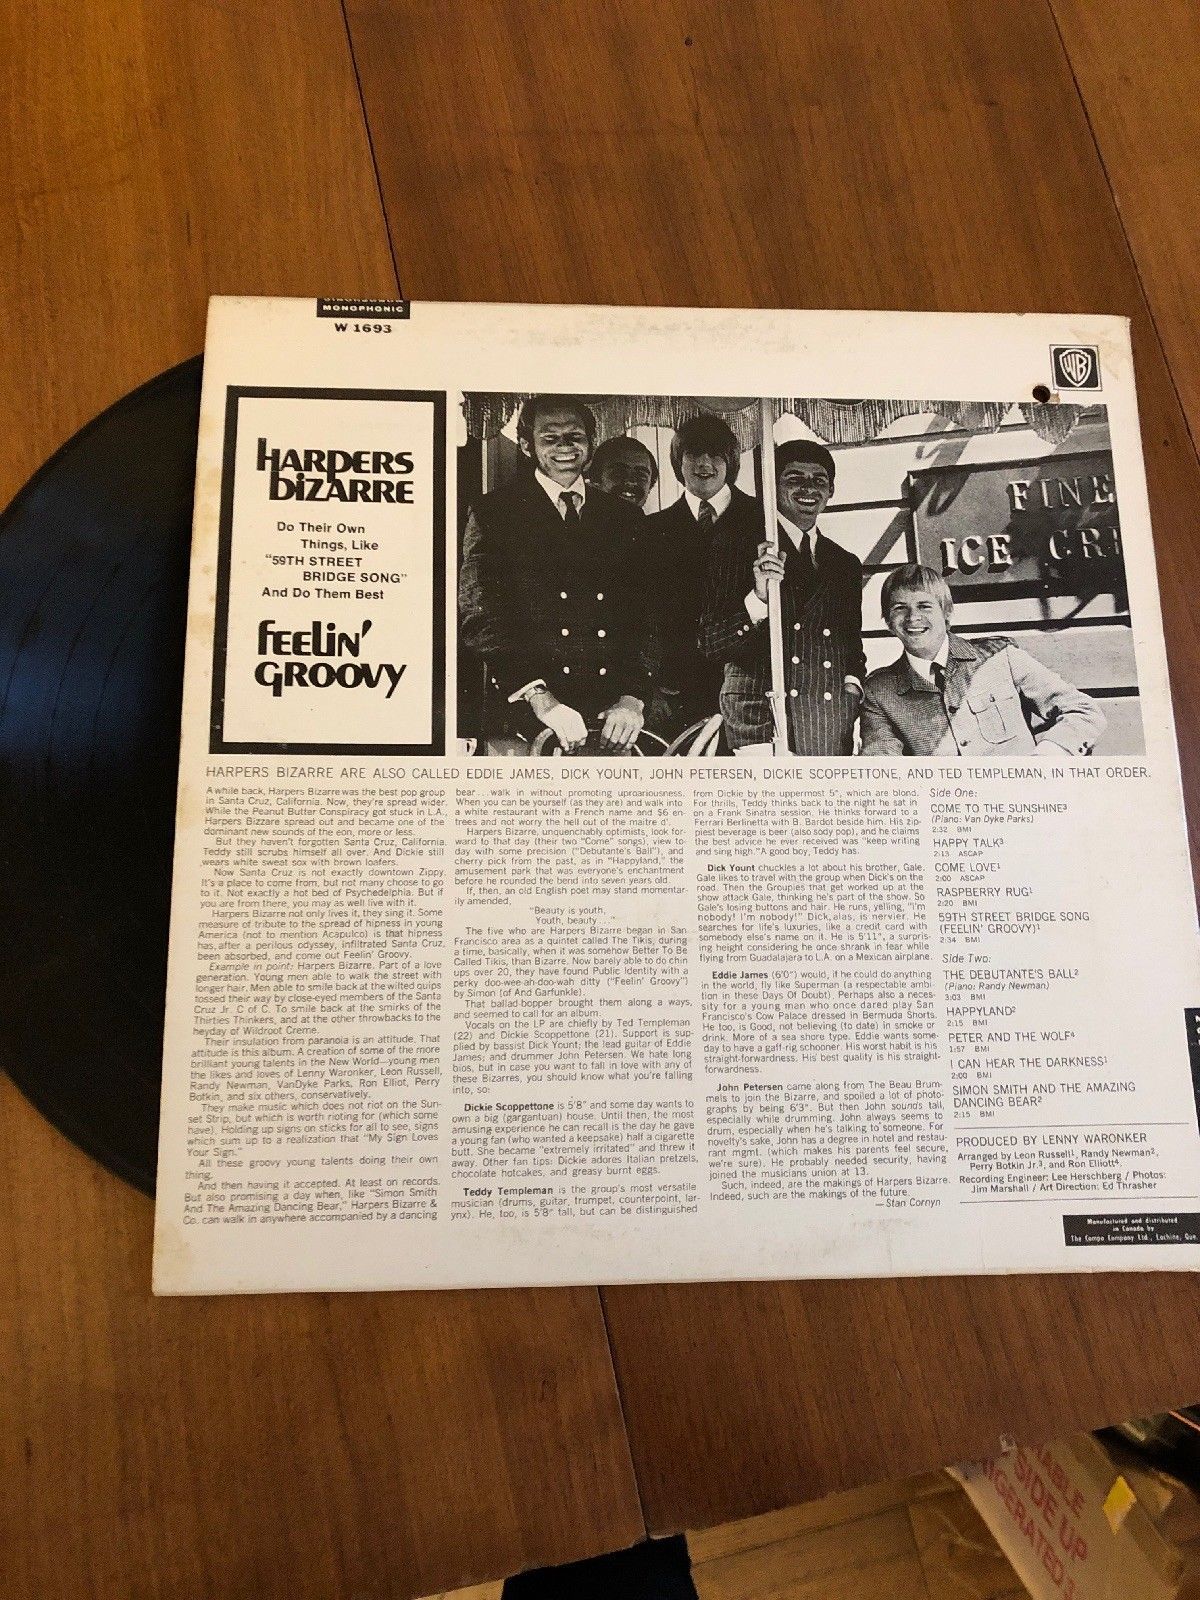 MONOPHONIC
W 1693
WB
HARPERS
BIZARRE
Do Their Own
Things, Like
"59TH STREET
BRIDGE SONG"
And Do Them Best
FEELIN'
GROOVY
FINE
ICE CRE
HARPERS BIZARRE ARE ALSO CALLED EDDIE JAMES, DICK YOUNT, JOHN PETERSEN, DICKIE SCOPPETTONE, AND TED TEMPLEMAN, IN THAT ORDER.
A while back, Harpers Bizarre was the best pop group
in Santa Cruz, California. Now, they're spread wider.
While the Peanut Butter Conspiracy got stuck in L.A.,
Harpers Bizzare spread out and became one of the
dominant new sounds of the eon, more or less.
But they haven't forgotten Santa Cruz, California.
Teddy still scrubs himself all over. And Dickie still
wears white sweat sox with brown loafers.
Now Santa Cruz is not exactly downtown Zippy.
It's a place to come from, but not many choose to go
to it. Not exactly a hot bed of Psychedelphia. But if
you are from there, you may as well live with it.
Harpers Bizarre not only lives it, they sing it. Some
measure of tribute to the spread of hipness in young
America (not to mention Acapulco) is that hipness
has, after a perilous odyssey, infiltrated Santa Cruz,
been absorbed, and come out Feelin' Groovy.
Example in point: Harpers Bizarre. Part of a love
generation. Young men able to walk the street with
longer hair. Men able to smile back at the wilted quips
tossed their way by close-eyed members of the Santa
Cruz Jr. C of C. To smile back at the smirks of the
Thirties Thinkers, and at the other throwbacks to the
heyday of Wildroot Creme.
Their insulation from paranoia is an attitude. That
attitude is this album. A creation of some of the more
brilliant young talents in the New World—young men
the likes and loves of Lenny Waronker, Leon Russell,
Randy Newman, VanDyke Parks, Ron Elliot, Perry
Botkin, and six others, conservatively.
They make music which does not riot on the Sun-
set Strip, but which is worth rioting for (which some
have). Holding up signs on sticks for all to see, signs
which sum up to a realization that "My Sign Loves
Your Sign."
All these groovy young talents doing their own
thing.
And then having it accepted. At least on records.
But also promising a day when, like "Simon Smith
And The Amazing Dancing Bear," Harpers Bizarre &
Co. can walk in anywhere accompanied by a dancing
bear...walk in without promoting uproariousness.
When you can be yourself (as they are) and walk into
a white restaurant with a French name and $6 en-
trees and not worry the hell out of the maitre d'.
Harpers Bizarre, unquenchably optimists, look for-
ward to that day (their two "Come" songs), view to-
day with some precision ("Debutante's Ball"), and
cherry pick from the past, as in "Happyland," the
amusement park that was everyone's enchantment
before he rounded the bend into seven years old.
If, then, an old English poet may stand momentar-
ily amended,
"Beauty is youth,
Youth, beauty...."
The five who are Harpers Bizarre began in San
Francisco area as a quintet called The Tikis, during
a time, basically, when it was somehow Better To Be
Called Tikis, than Bizarre. Now barely able to chin
ups over 20, they have found Public Identity with a
perky doo-wee-ah-doo-wah ditty ("Feelin' Groovy")
by Simon (of And Garfunkle).
That ballad-bopper brought them along a ways,
and seemed to call for an album.
Vocals on the LP are chiefly by Ted Templeman
(22) and Dickie Scoppettone (21). Support is sup-
plied by bassist Dick Yount; the lead guitar of Eddie
James; and drummer John Petersen. We hate long
bios, but in case you want to fall in love with any of
these Bizarres, you should know what you're falling
into, so:
Dickie Scoppettone is 5'8" and some day wants to
own a big (gargantuan) house. Until then, the most
amusing experience he can recall is the day he gave
a young fan (who wanted a keepsake) half a cigarette
butt. She became "extremely irritated" and threw it
away. Other fan tips: Dickie adores Italian pretzels,
chocolate hotcakes, and greasy burnt eggs.
Teddy Templeman is the group's most versatile
musician (drums, guitar, trumpet, counterpoint, lar-
ynx). He, too, is 5'8" tall, but can be distinguished
from Dickie by the uppermost 5", which are blond.
For thrills, Teddy thinks back to the night he sat in
on a Frank Sinatra session. He thinks forward to a
Ferrari Berlinetta with B. Bardot beside him. His zip-
piest beverage is beer (also sody pop), and he claims
the best advice he ever received was "keep writing
and sing high." A good boy, Teddy has.
Dick Yount chuckles a lot about his brother, Gale.
Gale likes to travel with the group when Dick's on the
road. Then the Groupies that get worked up at the
show attack Gale, thinking he's part of the show. So
Gale's losing buttons and hair. He runs, yelling, "I'm
nobody! I'm nobody!" Dick, alas, is nervier. He
searches for life's luxuries, like a credit card with
somebody else's name on it. He is 5'11", a surpris-
ing height considering he once shrank in fear while
flying from Guadalajera to L.A. on a Mexican airplane.
Eddie James (6'0") would, if he could do anything
in the world, fly like Superman (a respectable ambi-
tion in these Days Of Doubt). Perhaps also a neces-
sity for a young man who once dared play San
Francisco's Cow Palace dressed in Bermuda Shorts.
He too, is Good, not believing (to date) in smoke or
drink. More of a sea shore type. Eddie wants some-
day to have a gaff-rig schooner. His worst habit is his
straight-forwardness. His best quality is his straight-
forwardness.
John Petersen came along from The Beau Brum-
mels to join the Bizarre, and spoiled a lot of photo-
graphs by being 6'3". But then John sounds tall,
especially while drumming. John always seems to
drum, especially when he's talking to someone. For
novelty's sake, John has a degree in hotel and restau-
rant mgmt. (which makes his parents feel secure,
we're sure). He probably needed security, having
joined the musicians union at 13.
Such, indeed, are the makings of Harpers Bizarre.
Indeed, such are the makings of the future.
—Stan Cornyn
Side One:
COME TO THE SUNSHINE³
(Piano: Van Dyke Parks)
2:32 BMI
HAPPY TALK³
2:13 ASCAP
COME LOVE¹
2:00 ASCAP
RASPBERRY RUG¹
2:20 BMI
59TH STREET BRIDGE SONG
(FEELIN' GROOVY)¹
2:34 BMI
Side Two:
THE DEBUTANTE'S BALL²
(Piano: Randy Newman)
3:03 BMI
HAPPYLAND²
2:15 BMI
PETER AND THE WOLF⁴
1:57 BMI
I CAN HEAR THE DARKNESS¹
2:00 BMI
SIMON SMITH AND THE AMAZING
DANCING BEAR²
2:15 BMI
PRODUCED BY LENNY WARONKER
Arranged by Leon Russell¹, Randy Newman²,
Perry Botkin Jr.³, and Ron Elliott⁴.
Recording Engineer: Lee Herschberg / Photos:
Jim Marshall / Art Direction: Ed Thrasher
Manufactured and distributed
in Canada by
The Compo Company Ltd., Lachine, Que.
SIDE UP